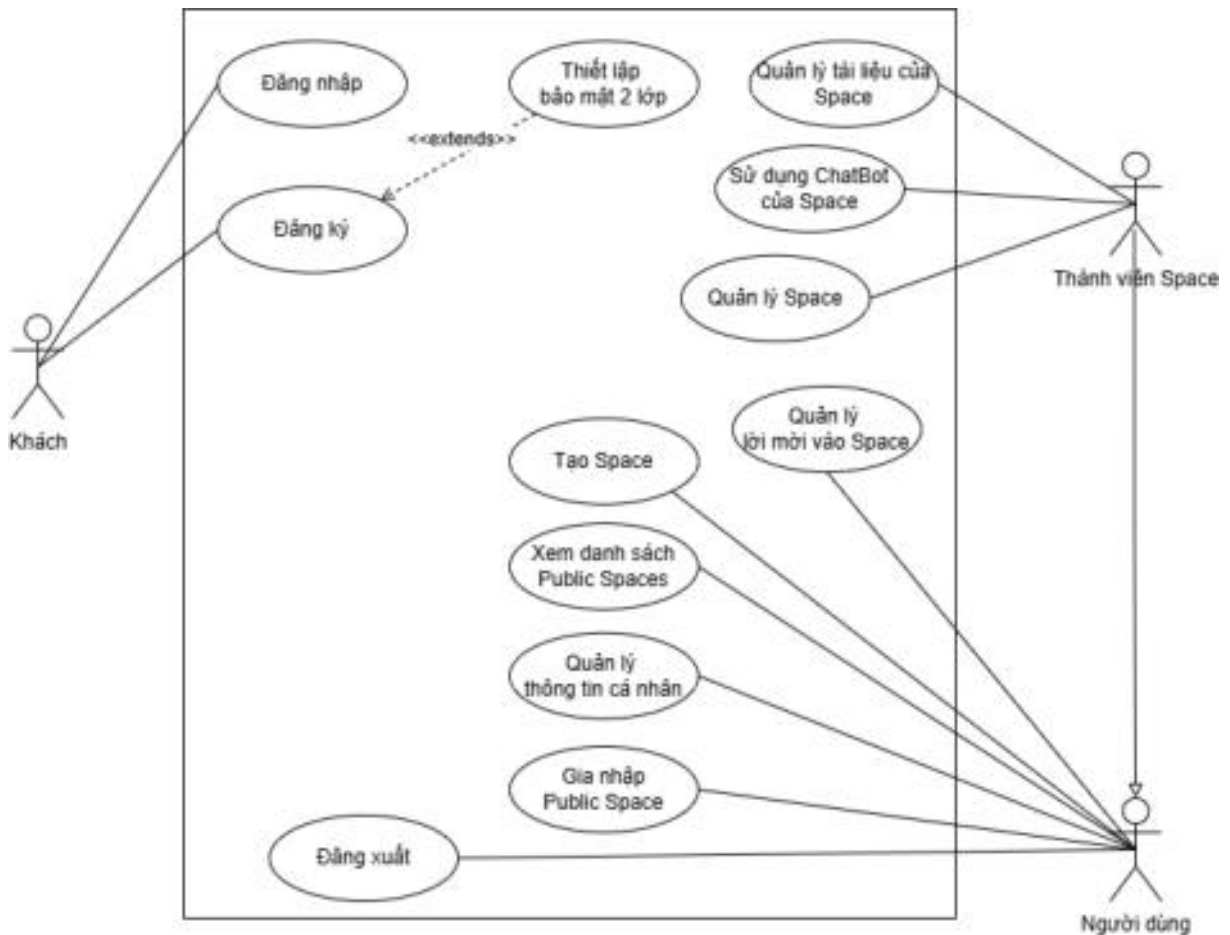 Đăng nhập
Thiết lập
bảo mật 2 lớp
Quản lý tài liệu của
Space
<<extends>>
Sử dụng ChatBot
của Space
Đăng ký
Thành viên Space
Quản lý Space
Khách
Quản lý
lời mời vào Space
Tạo Space
Xem danh sách
Public Spaces
Quản lý
thông tin cá nhân
Gia nhập
Public Space
Đăng xuất
Người dùng